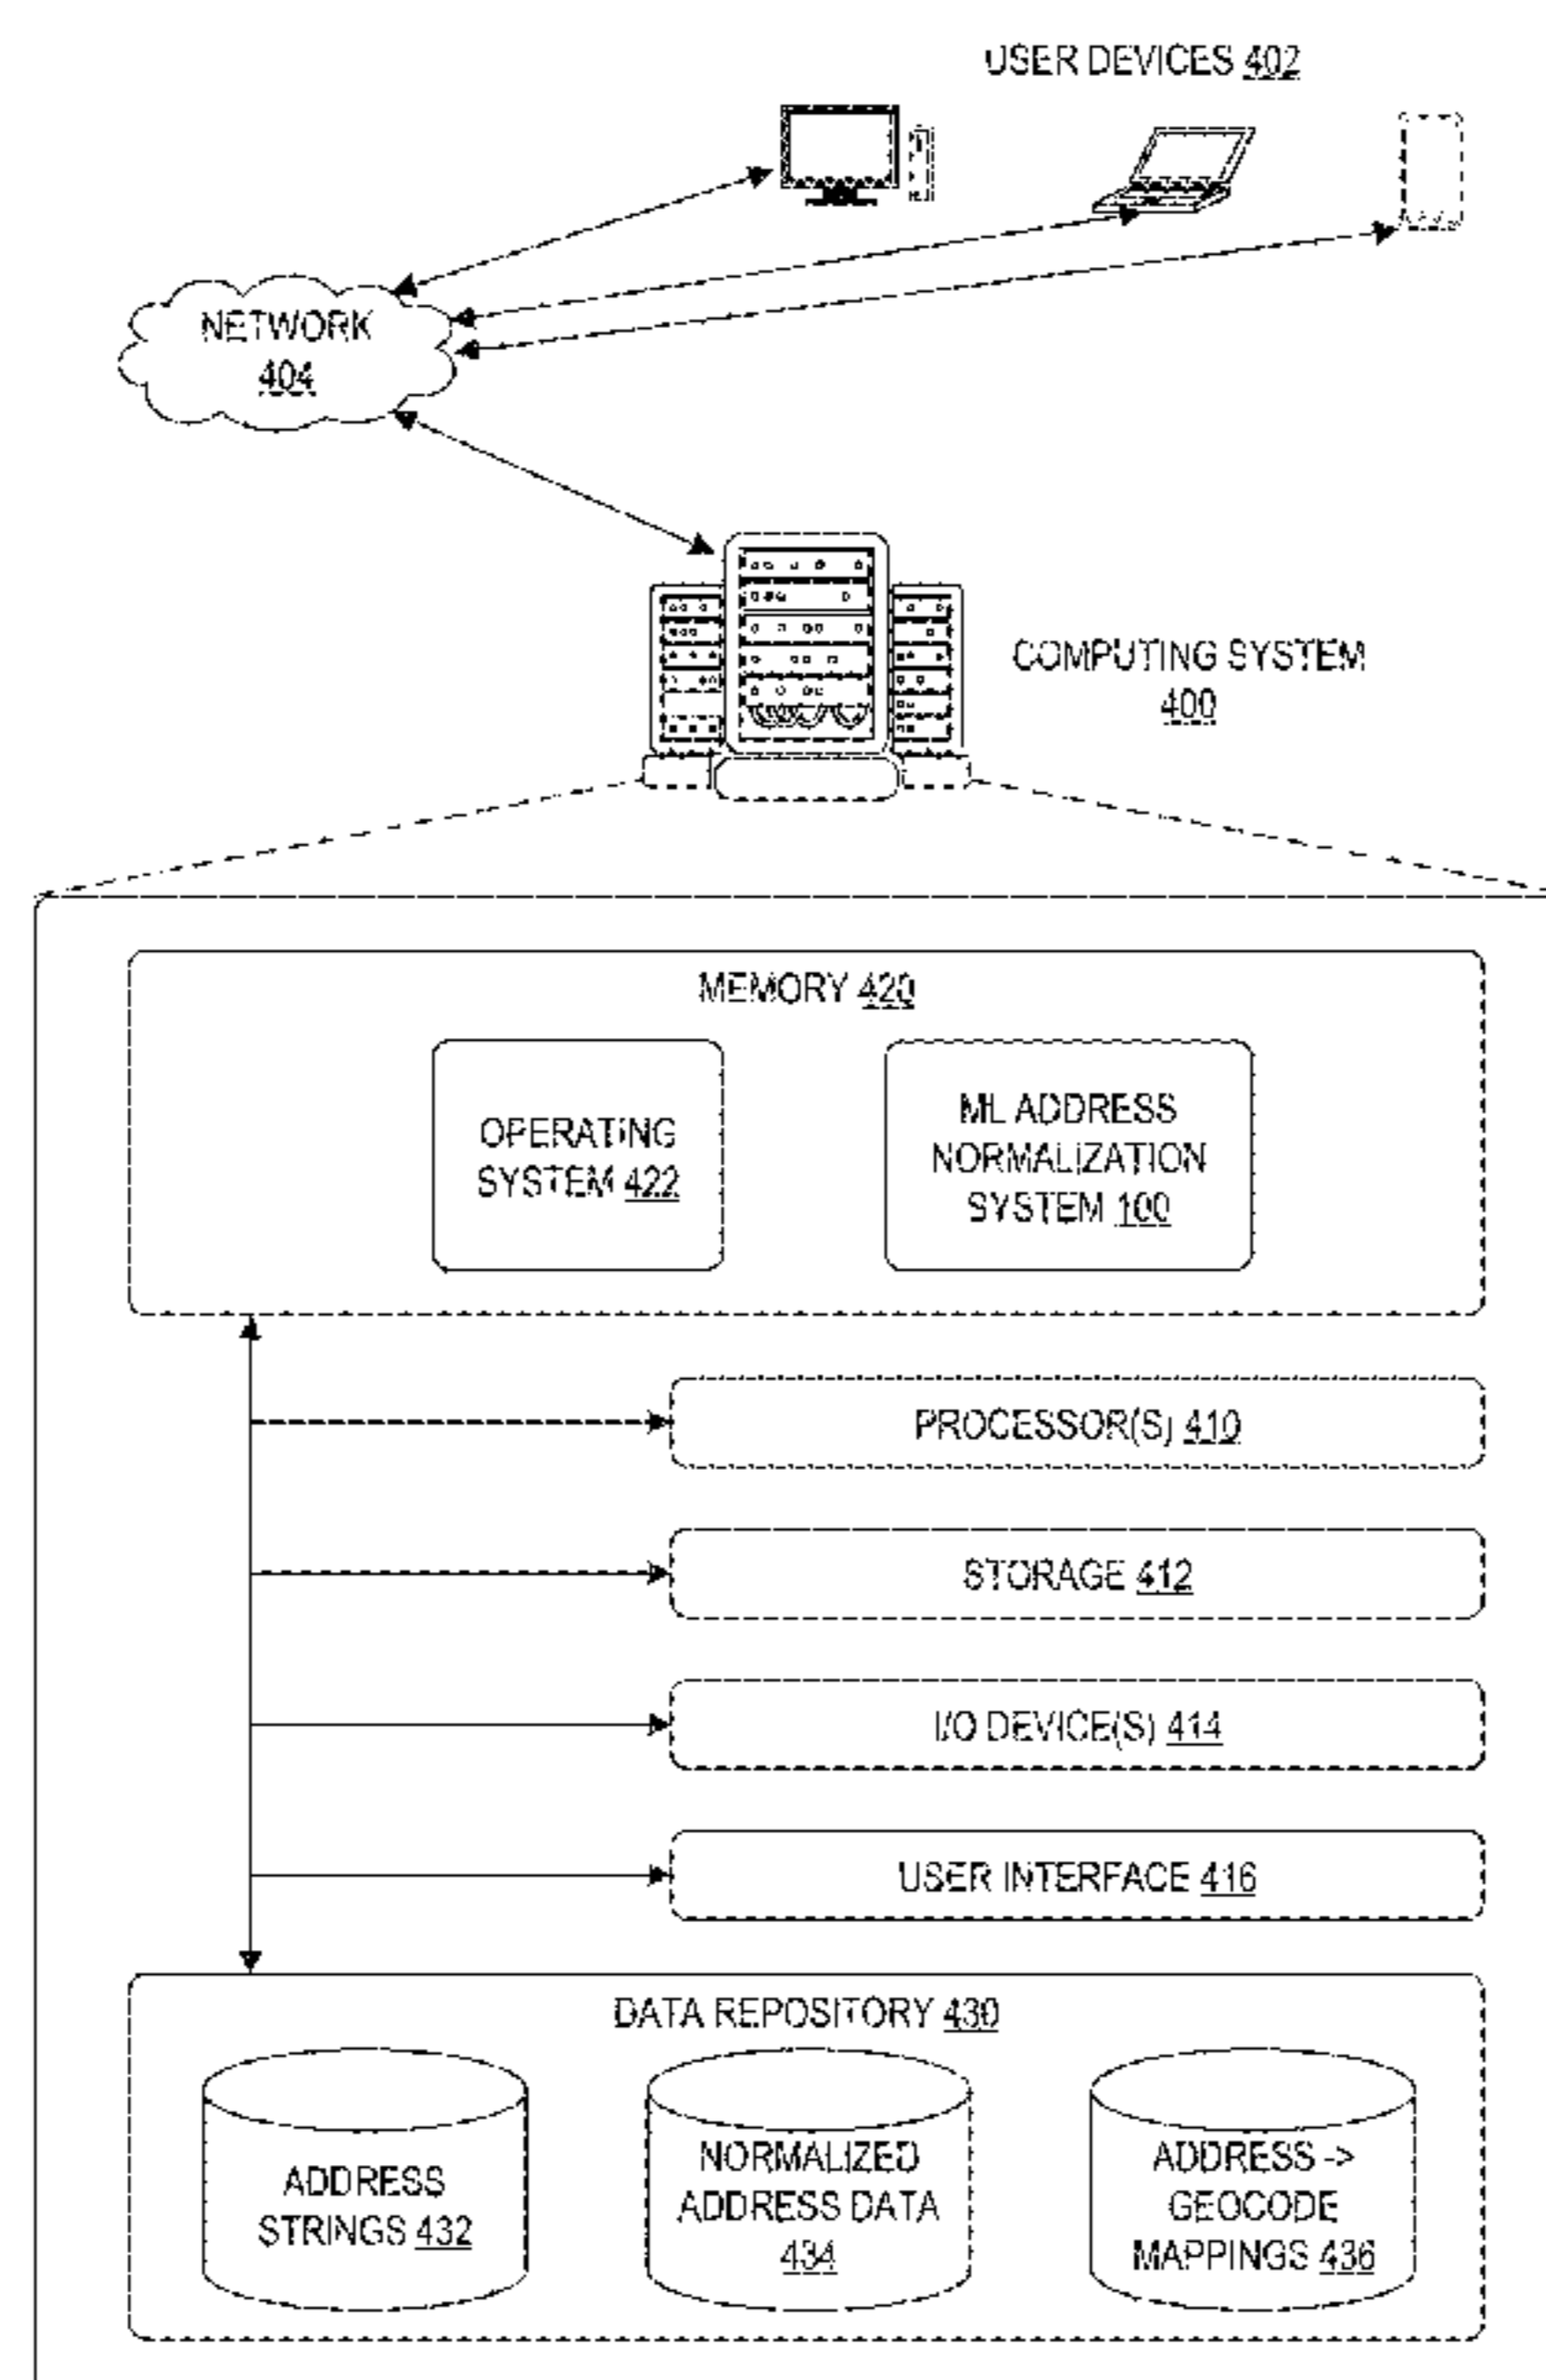 USER DEVICES 402
NETWORK
404
COMPUTING SYSTEM
400
MEMORY 420
OPERATING
SYSTEM 422
ML ADDRESS
NORMALIZATION
SYSTEM 100
PROCESSOR(S) 410
STORAGE 412
I/O DEVICE(S) 414
USER INTERFACE 416
DATA REPOSITORY 430
ADDRESS
STRINGS 432
NORMALIZED
ADDRESS DATA
434
ADDRESS ->
GEOCODE
MAPPINGS 436